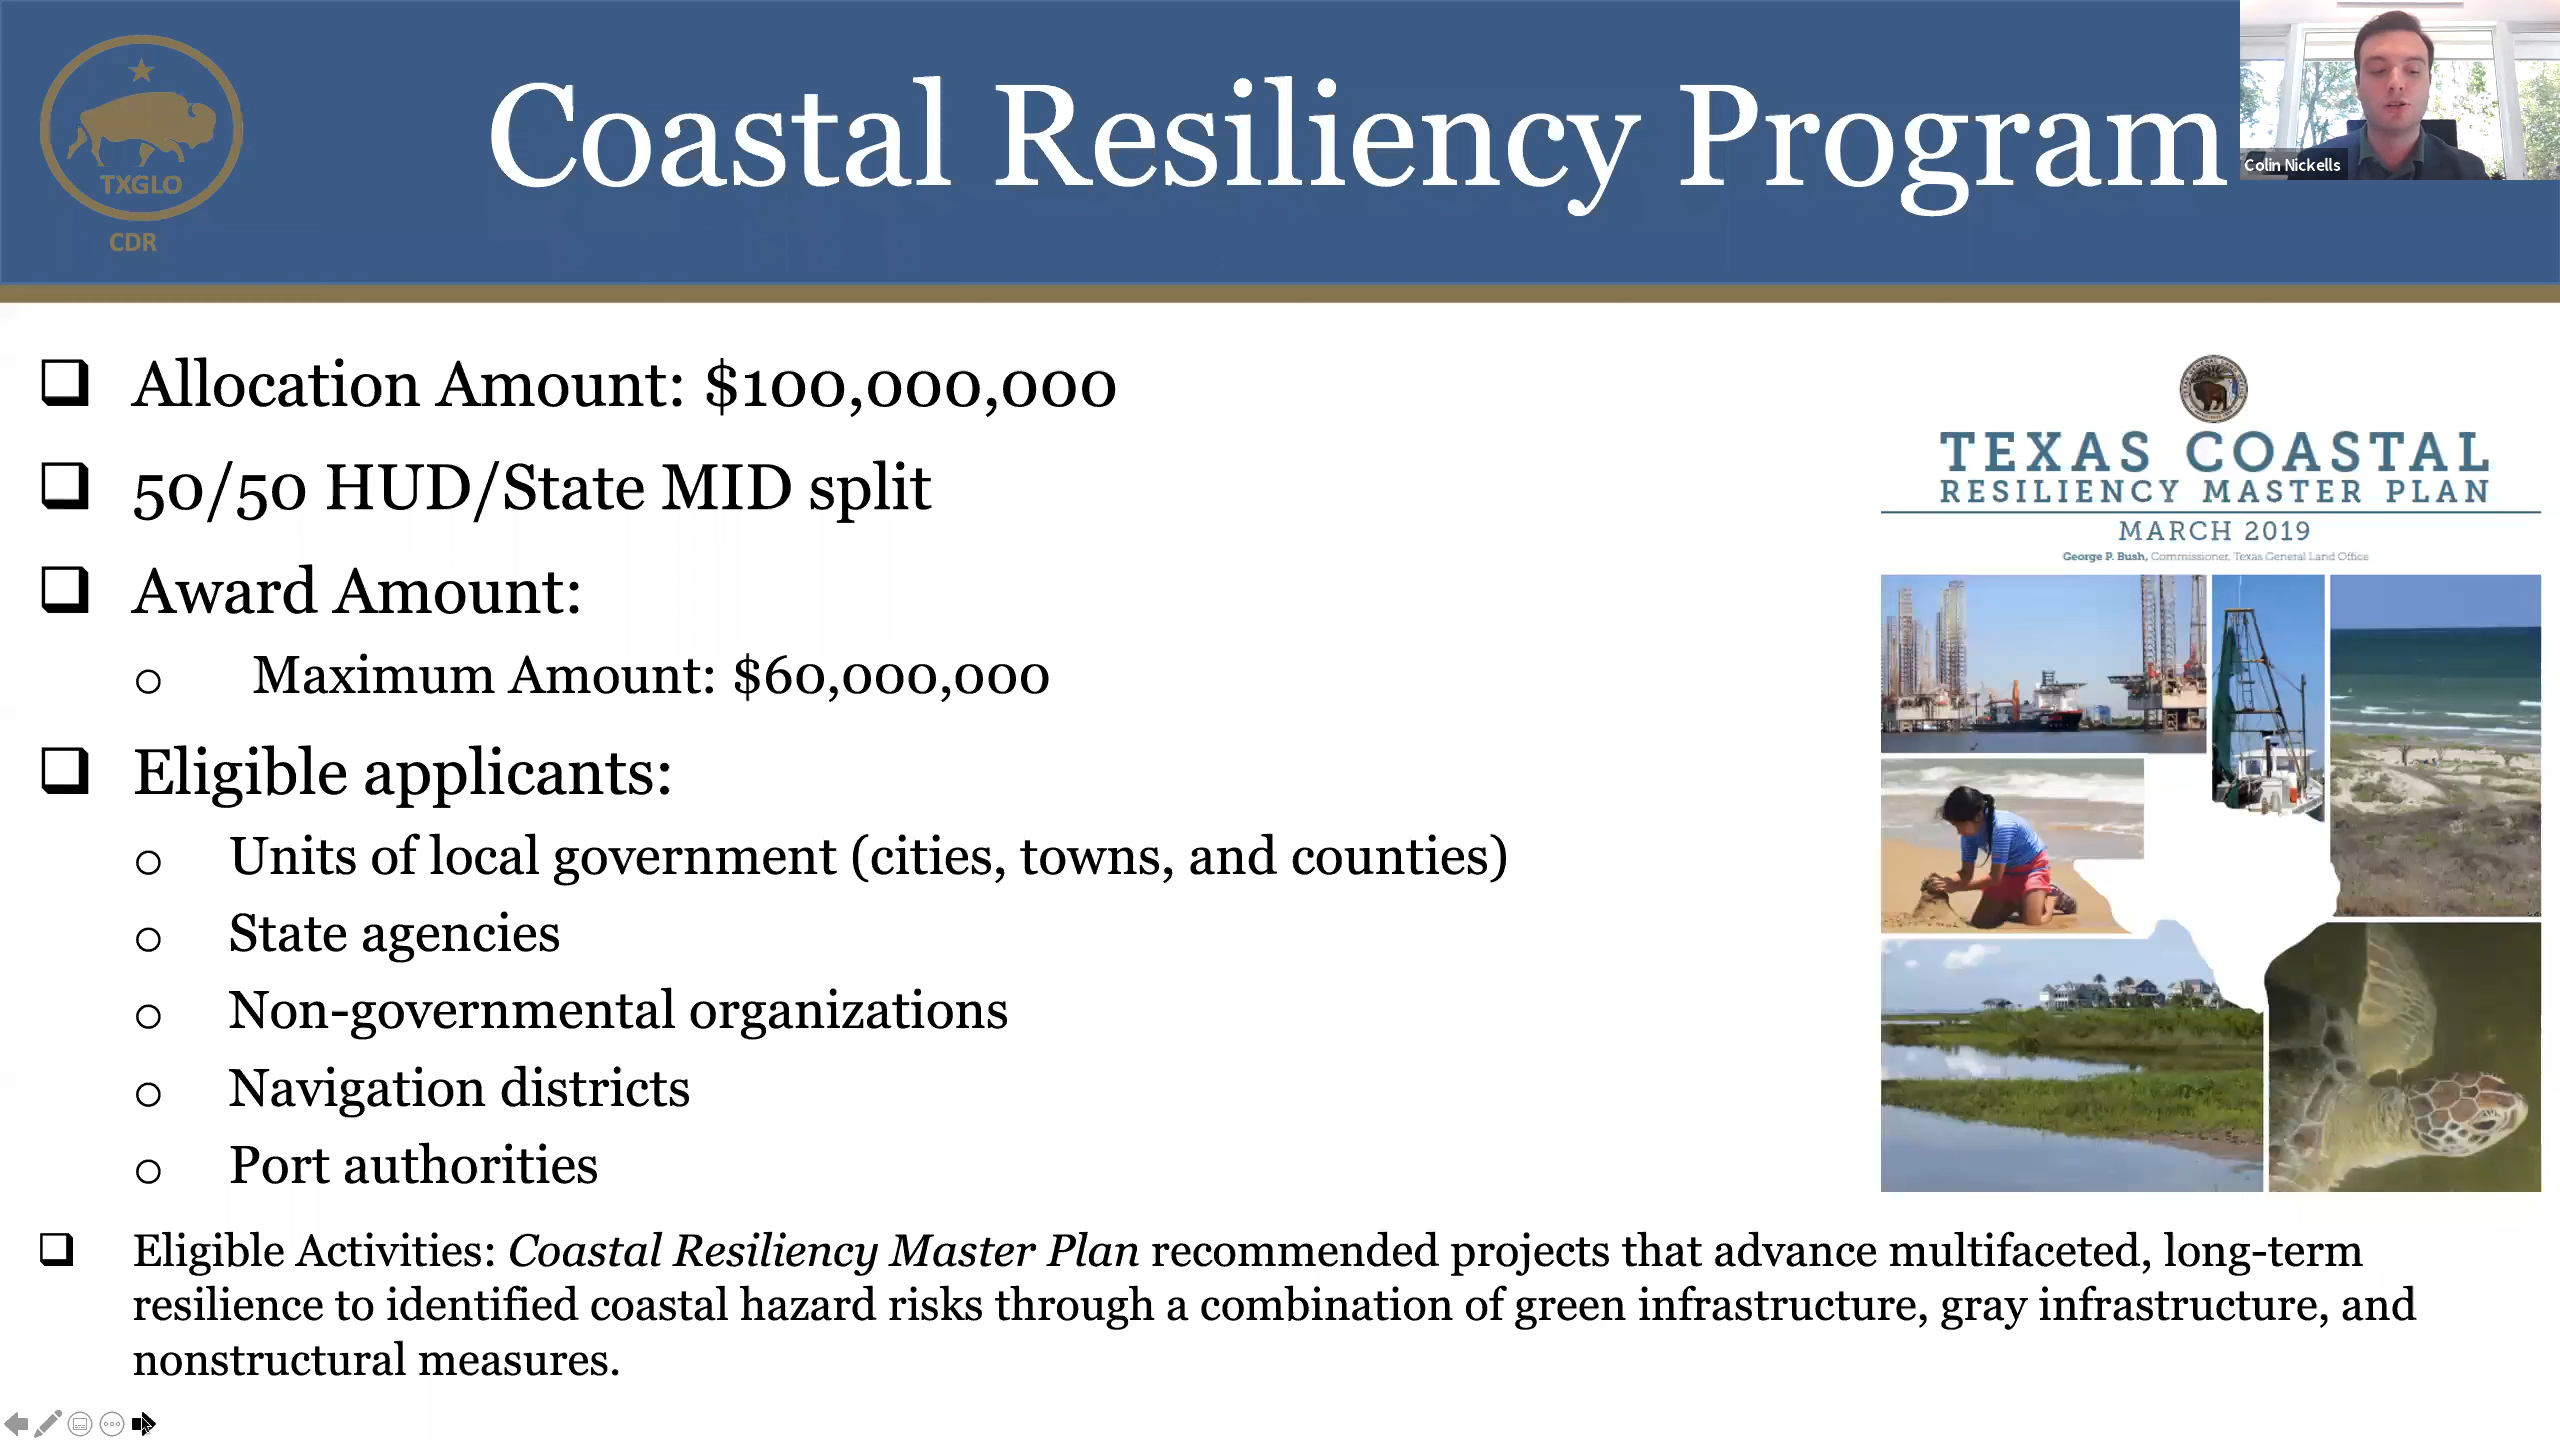 Coastal Resiliency Program
TXGLO
CDR
Colin Nickells
Allocation Amount: $100,000,000
50/50 HUD/State MID split
Award Amount:
Maximum Amount: $60,000,000
Eligible applicants:
Units of local government (cities, towns, and counties)
State agencies
Non-governmental organizations
Navigation districts
Port authorities
Eligible Activities: Coastal Resiliency Master Plan recommended projects that advance multifaceted, long-term
resilience to identified coastal hazard risks through a combination of green infrastructure, gray infrastructure, and
nonstructural measures.
TEXAS COASTAL
RESILIENCY MASTER PLAN
MARCH 2019
George P. Bush, Commissioner, Texas General Land Office